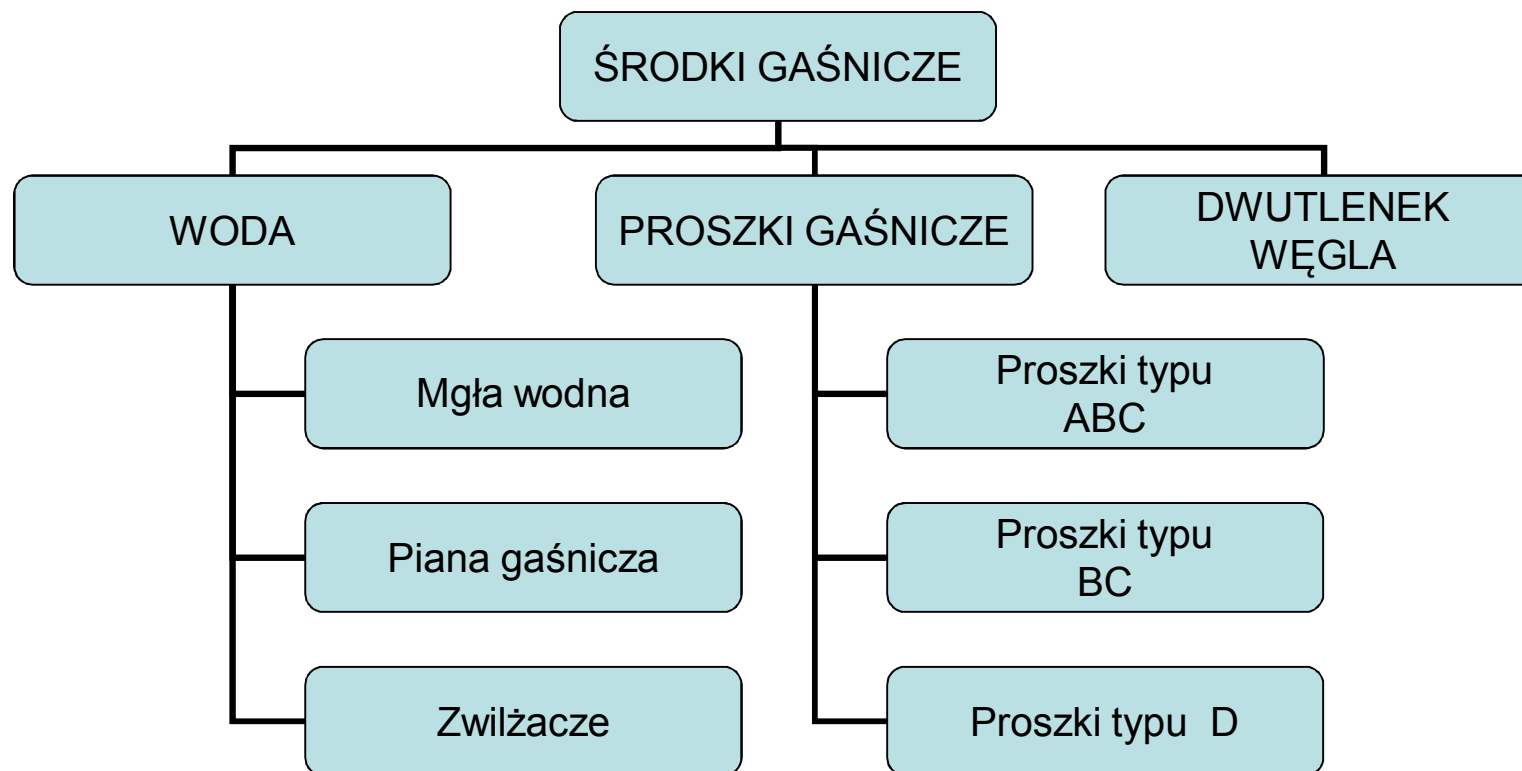 ŚRODKI GAŚNICZE
WODA
PROSZKI GAŚNICZE
DWUTLENEK
WĘGLA
Mgła wodna
Proszki typu
ABC
Piana gaśnicza
Proszki typu
BC
Zwilżacze
Proszki typu  D